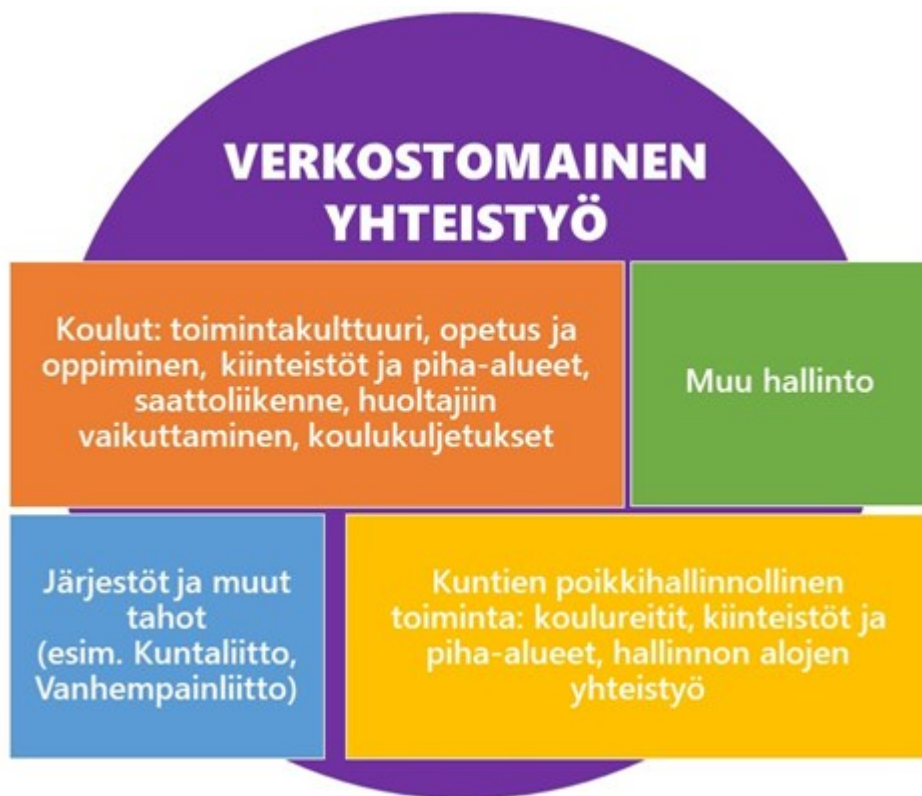 VERKOSTOMAINEN
YHTEISTYÖ
Koulut: toimintakulttuuri, opetus ja
oppiminen, kiinteistöt ja piha-alueet,
saattoliikenne, huoltajiin
vaikuttaminen, koulukuljetukset
Muu hallinto
Järjestöt ja muut
tahot
(esim. Kuntaliitto,
Vanhempainliitto)
Kuntien poikkihallinnollinen
toiminta: koulureitit, kiinteistöt ja
piha-alueet, hallinnon alojen
yhteistyö